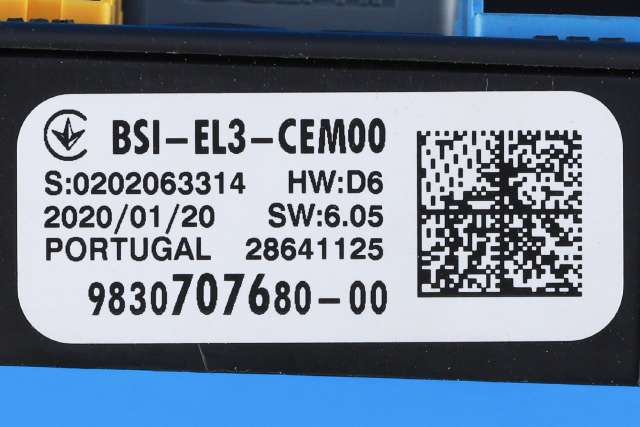 BSI-EL3-CEM00
S:0202063314 HW:D6
2020/01/20 SW:6.05
PORTUGAL 28641125
9830707680-00